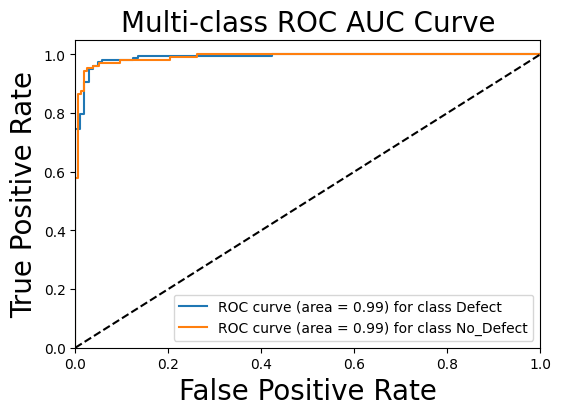 Multi-class ROC AUC Curve
True Positive Rate
1.0
0.8
0.6
0.4
0.2
0.0
ROC curve (area = 0.99) for class Defect
ROC curve (area = 0.99) for class No_Defect
0.0 0.2 0.4 0.6 0.8 1.0
False Positive Rate